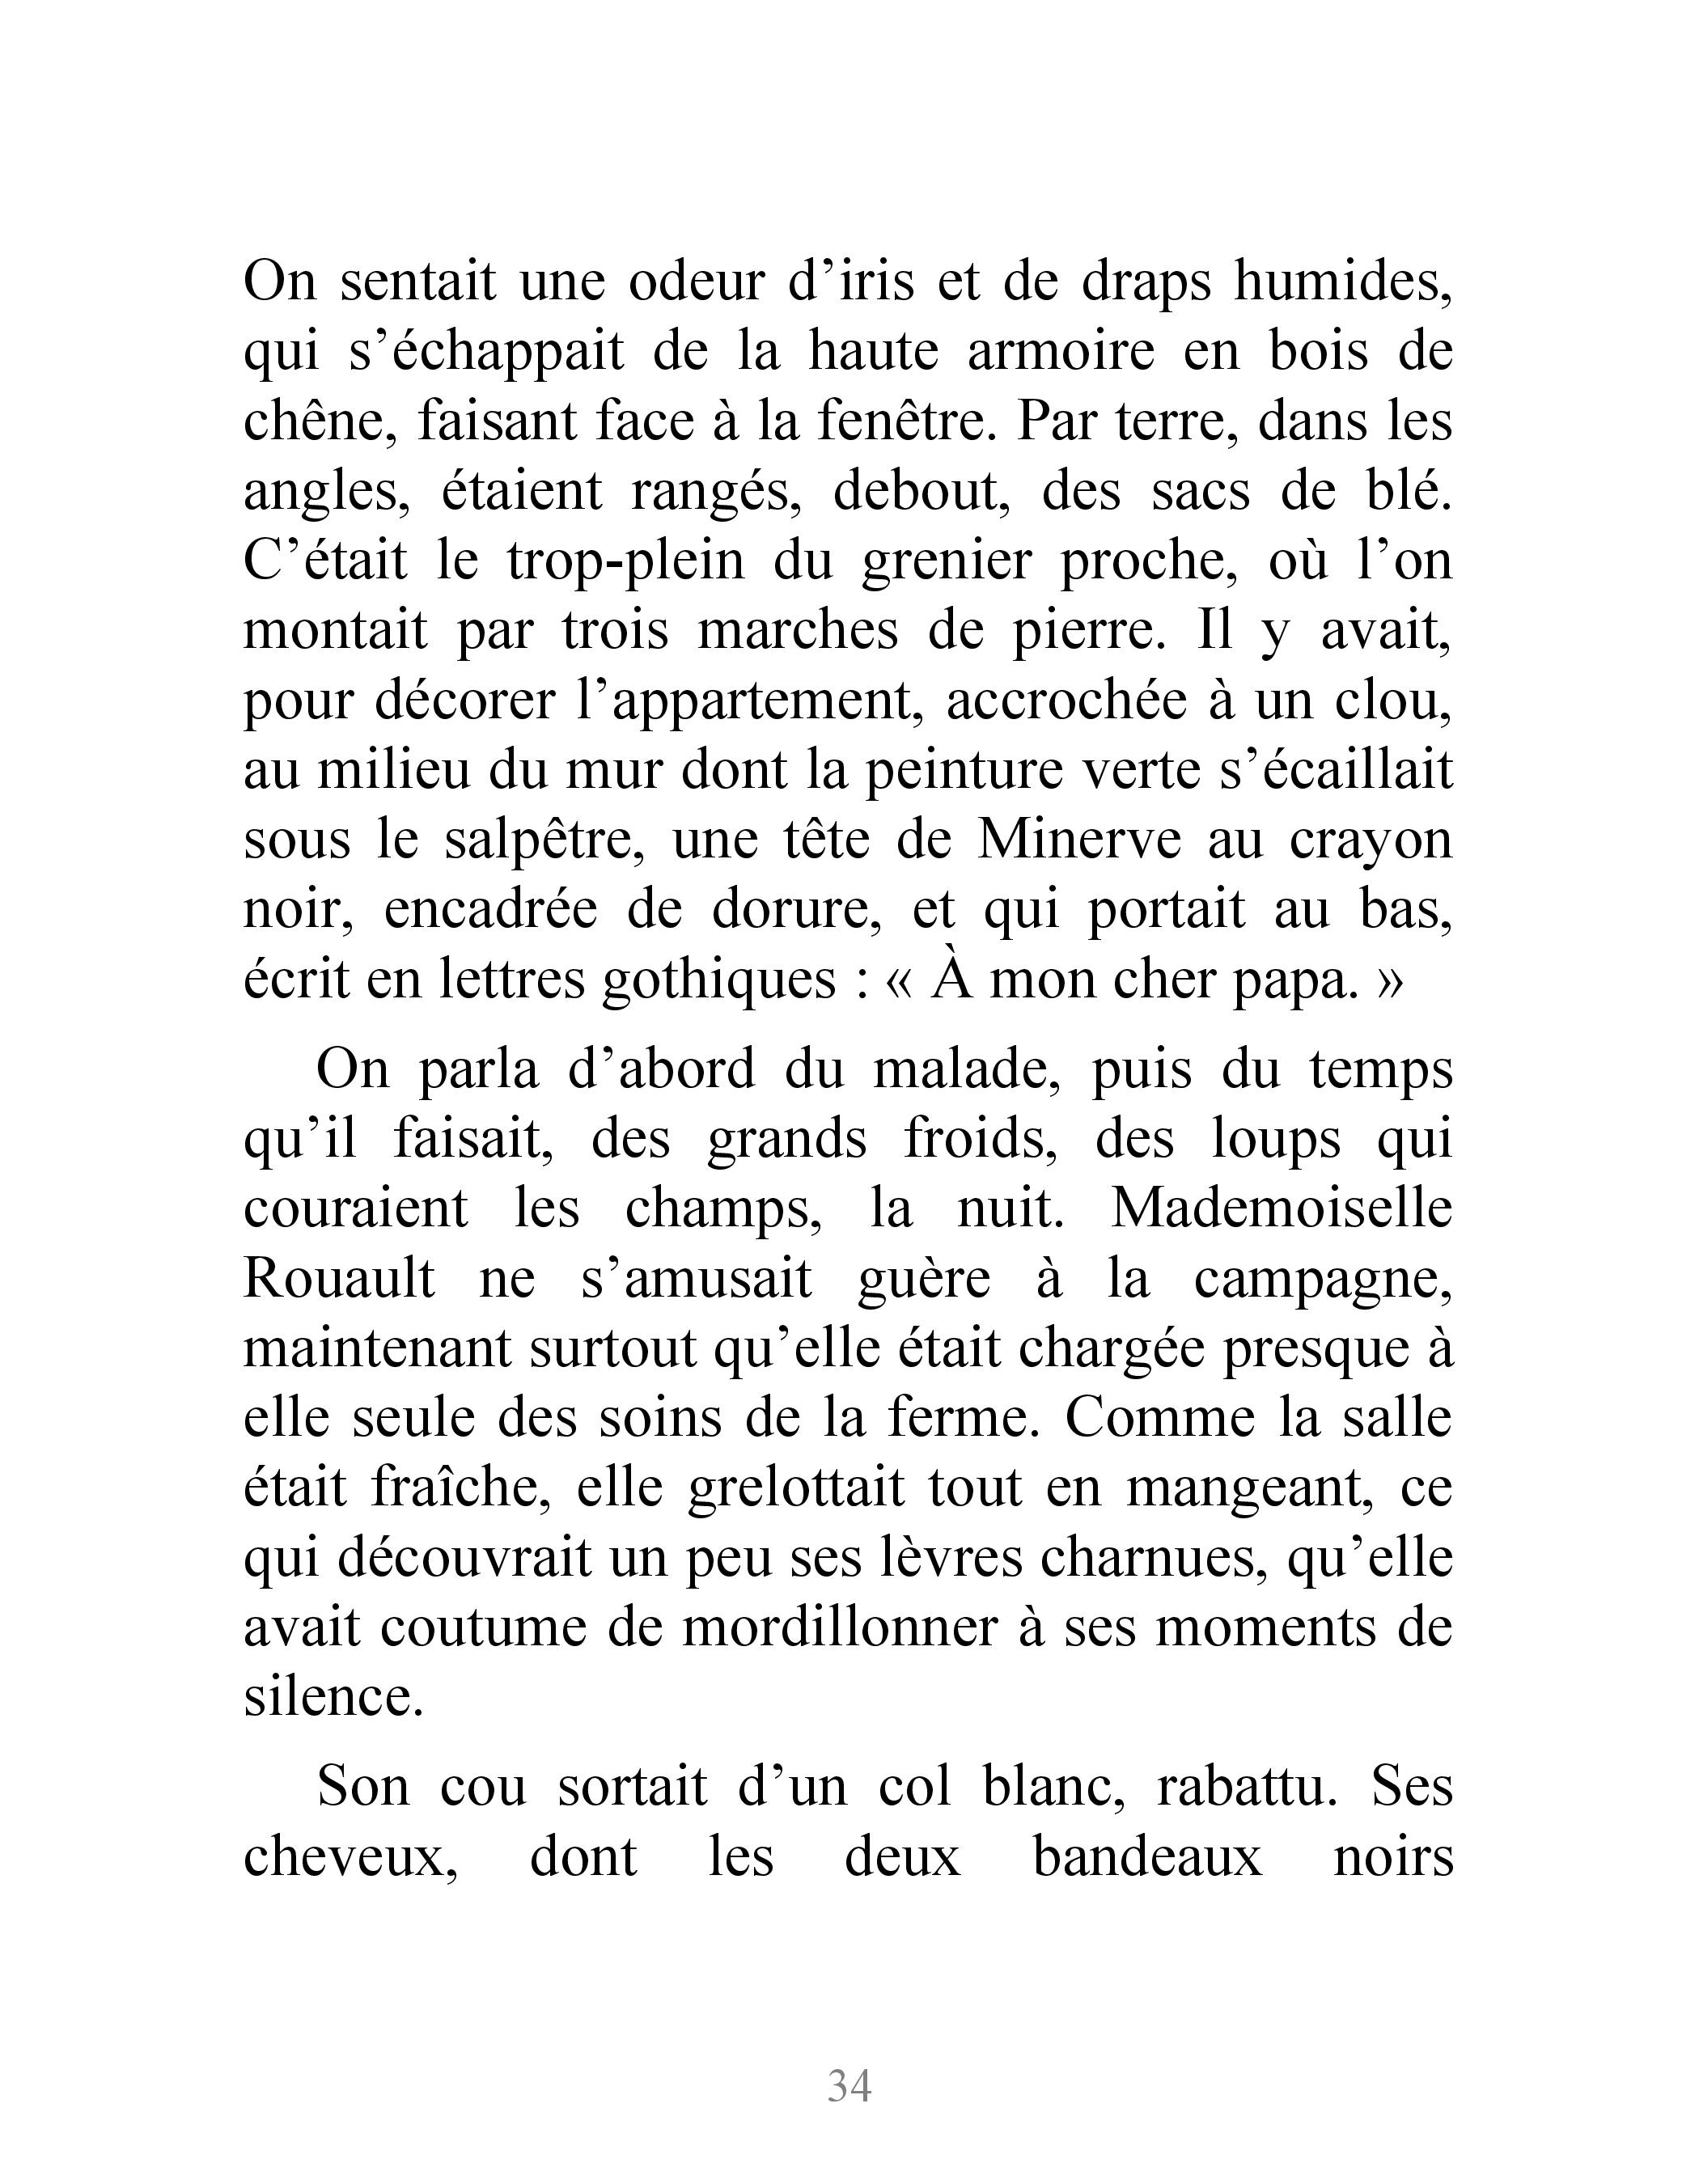 On sentait une odeur d’iris et de draps humides,
qui s’échappait de la haute armoire en bois de
chêne, faisant face à la fenêtre. Par terre, dans les
angles, étaient rangés, debout, des sacs de blé.
C’était le trop-plein du grenier proche, où l’on
montait par trois marches de pierre. Il y avait,
pour décorer l’appartement, accrochée à un clou,
au milieu du mur dont la peinture verte s’écaillait
sous le salpêtre, une tête de Minerve au crayon
noir, encadrée de dorure, et qui portait au bas,
écrit en lettres gothiques : « À mon cher papa. »
On parla d’abord du malade, puis du temps
qu’il faisait, des grands froids, des loups qui
couraient les champs, la nuit. Mademoiselle
Rouault ne s’amusait guère à la campagne,
maintenant surtout qu’elle était chargée presque à
elle seule des soins de la ferme. Comme la salle
était fraîche, elle grelottait tout en mangeant, ce
qui découvrait un peu ses lèvres charnues, qu’elle
avait coutume de mordillonner à ses moments de
silence.
Son cou sortait d’un col blanc, rabattu. Ses
cheveux, dont les deux bandeaux noirs
34